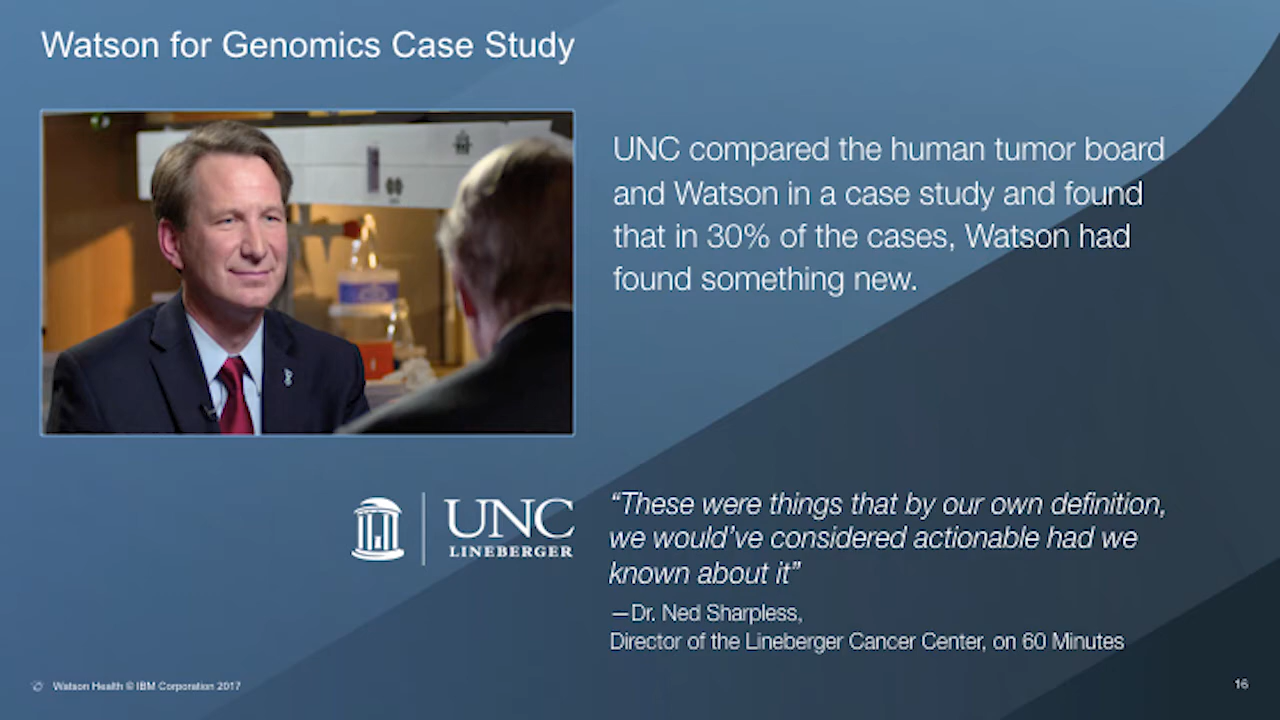 Watson for Genomics Case Study
UNC compared the human tumor board
and Watson in a case study and found
that in 30% of the cases, Watson had
found something new.
UNC
LINEBERGER
“These were things that by our own definition,
we would’ve considered actionable had we
known about it”
—Dr. Ned Sharpless,
Director of the Lineberger Cancer Center, on 60 Minutes
Watson Health © IBM Corporation 2017
16